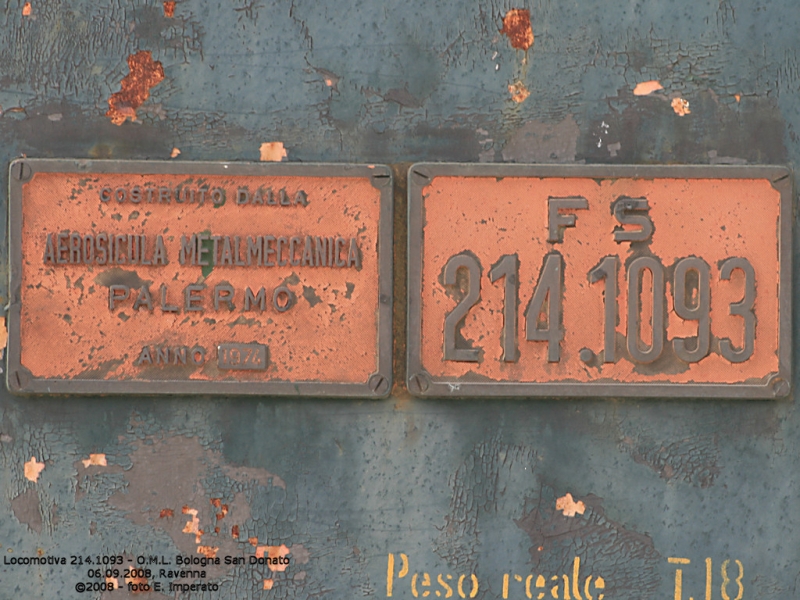 COSTRUITO DALLA
AEROSICULA METALMECCANICA
PALERMO
ANNO
F S
214.1093
Peso reale T.18
Locomotiva 214.1093 - O.M.L. Bologna San Donato
06.09.2008, Ravenna
©2008 - foto E. Imperato